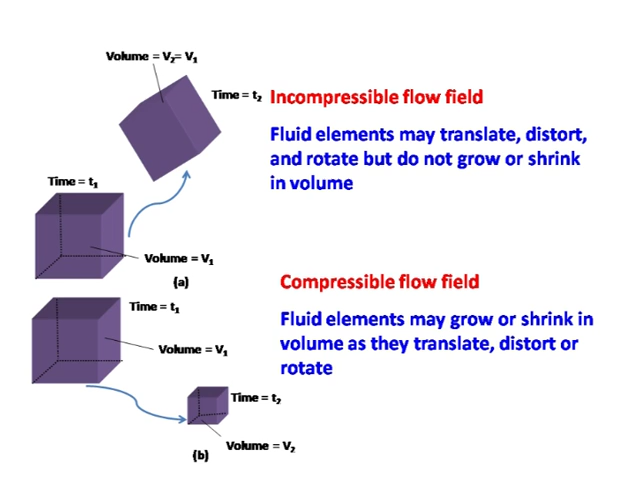 Volume = V₂= V₁
Time = t₂
Incompressible flow field
Fluid elements may translate, distort,
and rotate but do not grow or shrink
in volume
Time = t₁
Volume = V₁
(a)
Compressible flow field
Time = t₁
Fluid elements may grow or shrink in
volume as they translate, distort or
rotate
Volume = V₁
Time = t₂
Volume = V₂
(b)